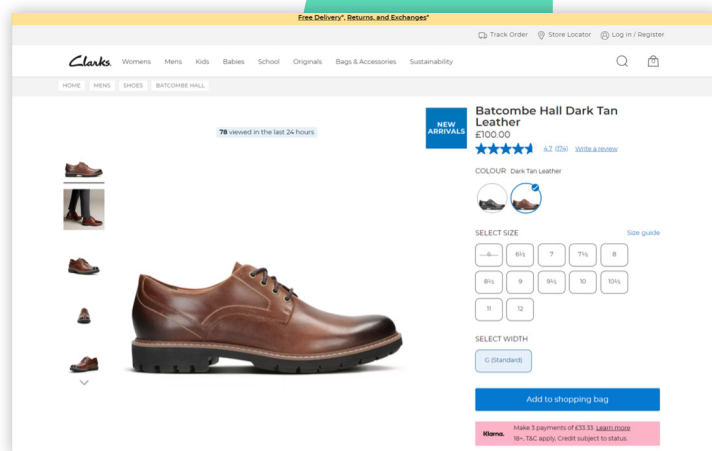 Free Delivery*, Returns, and Exchanges*
Track Order Store Locator Log in / Register
Clarks. Womens Mens Kids Babies School Originals Bags & Accessories Sustainability
0
HOME MENS SHOES BATCOMBE HALL
78 viewed in the last 24 hours
NEW
ARRIVALS
Batcombe Hall Dark Tan
Leather
£100.00
4.7 (174) Write a review
COLOUR Dark Tan Leather
SELECT SIZE Size guide
6 6½ 7 7½ 8
8½ 9 9½ 10 10½
11 12
SELECT WIDTH
G (Standard)
Add to shopping bag
Klarna. Make 3 payments of £33.33. Learn more
18+, T&C apply, Credit subject to status.